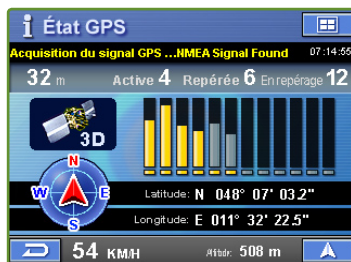 i État GPS
Acquisition du signal GPS ...NMEA Signal Found 07:14:55
32 m Active 4 Repérée 6 En repérage 12
3D
N
W E
S
Latitude: N 048° 07' 03.2"
Longitude: E 011° 32' 22.5"
54 KM/H Altitude: 508 m